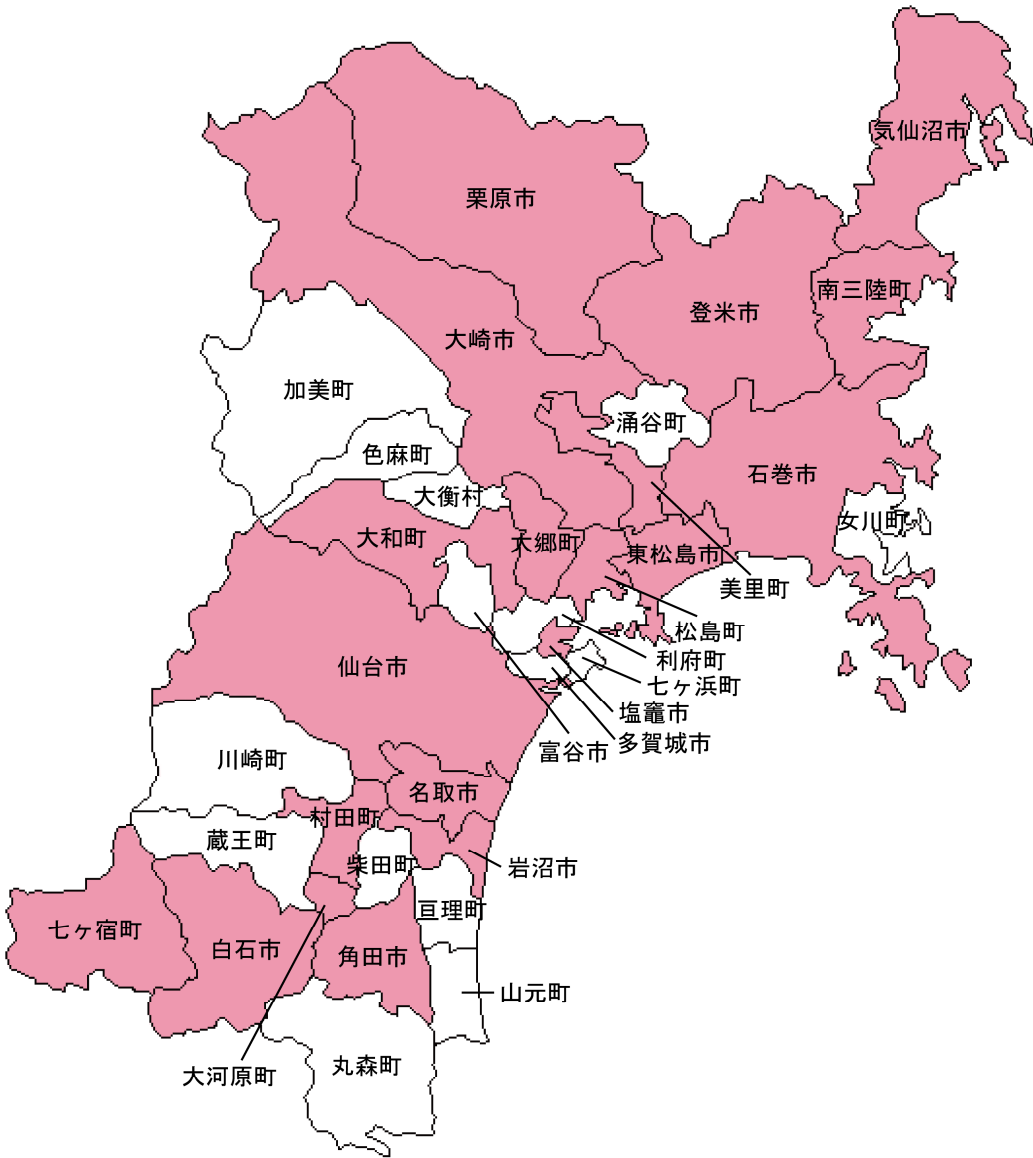 気仙沼市
栗原市
南三陸町
登米市
大崎市
加美町
涌谷町
色麻町
石巻市
大衡村
女川町
大和町
大郷町
東松島市
美里町
松島町
利府町
仙台市
七ヶ浜町
塩竈市
多賀城市
富谷市
川崎町
名取市
村田町
蔵王町
柴田町
岩沼市
亘理町
七ヶ宿町
白石市
角田市
山元町
丸森町
大河原町